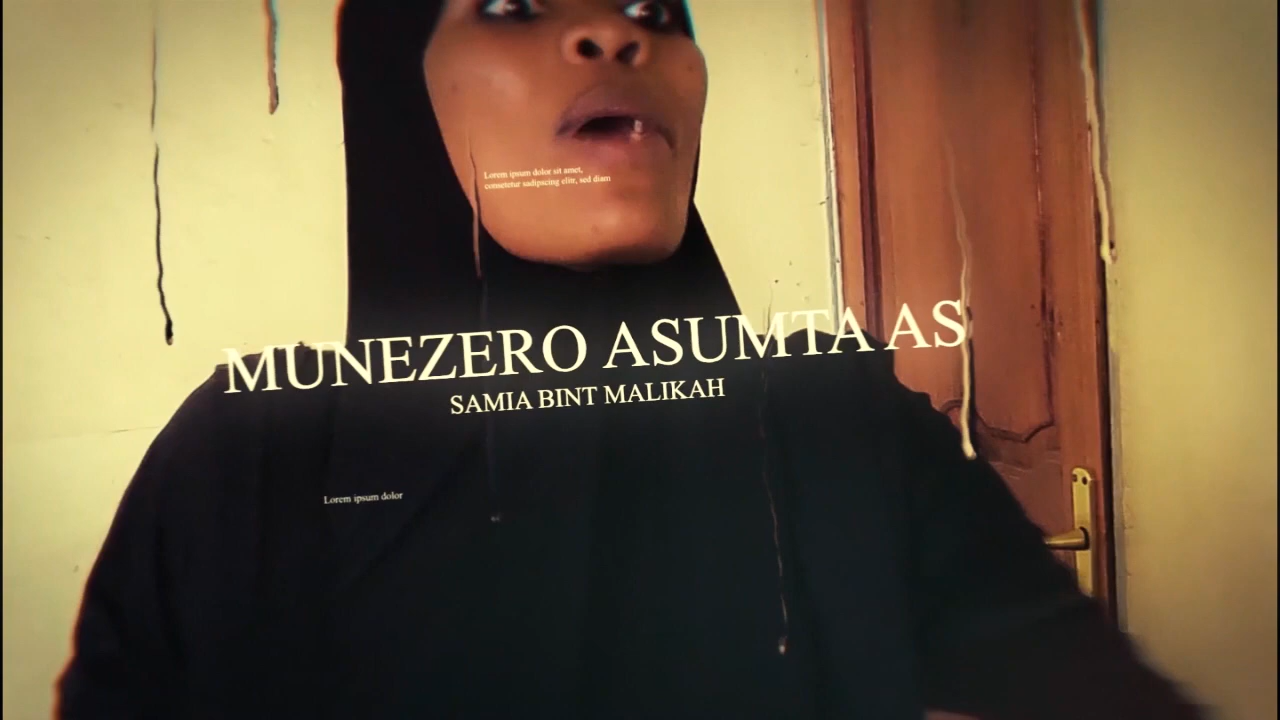 Lorem ipsum dolor sit amet,
consetetur sadipscing elitr, sed diam
MUNEZERO ASUMTA AS
SAMIA BINT MALIKAH
Lorem ipsum dolor